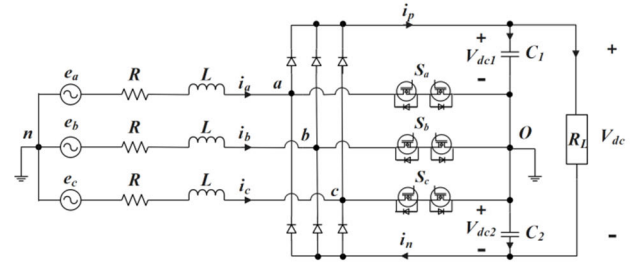 i_p
+
V_dc1
-
C_1
+
e_a R L i_a a S_a
n e_b R L i_b b S_b O R_L V_dc
e_c R L i_c c S_c
+
V_dc2
-
C_2
-
i_n